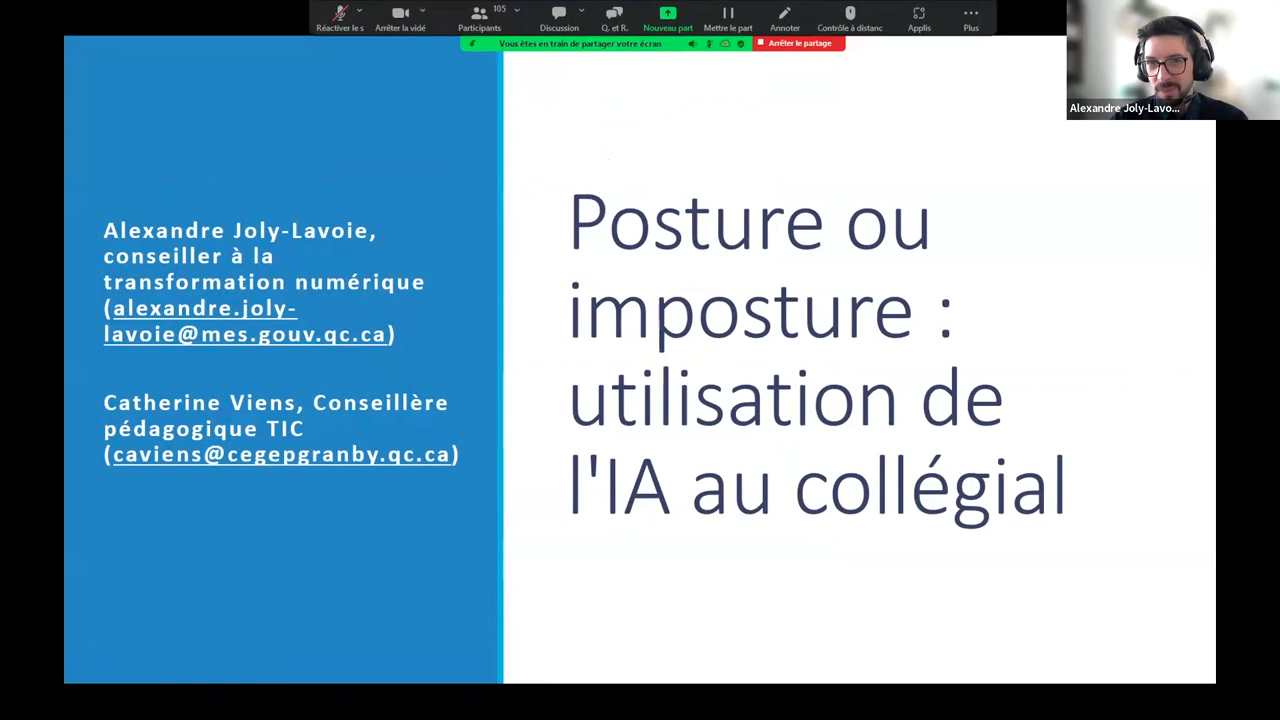 105
Réactiver le s
Arrêter la vidé
Participants
Discussion
Q. et R.
Nouveau part
Mettre le part
Annoter
Contrôle à distanc
Applis
Plus
Vous êtes en train de partager votre écran
Arrêter le partage
Alexandre Joly-Lavo...
Alexandre Joly-Lavoie,
conseiller à la
transformation numérique
(alexandre.joly-
lavoie@mes.gouv.qc.ca)
Catherine Viens, Conseillère
pédagogique TIC
(caviens@cegepgranby.qc.ca)
Posture ou
imposture :
utilisation de
l'IA au collégial